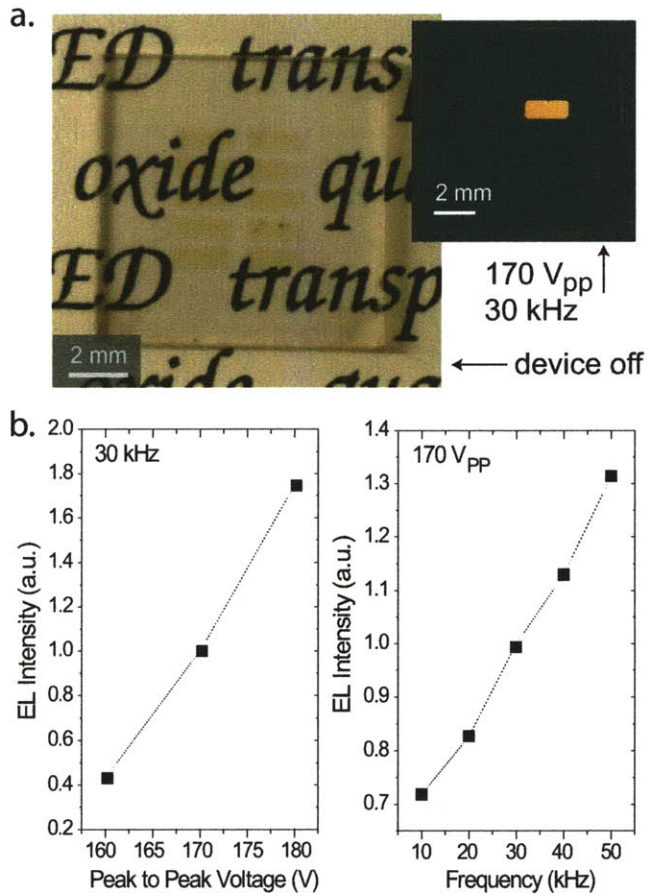 a.
ED transp
oxide qua
ED transp
oxide qua
2 mm
2 mm
170 Vpp
30 kHz
device off
b.
30 kHz
EL Intensity (a.u.)
2.0
1.8
1.6
1.4
1.2
1.0
0.8
0.6
0.4
0.2
160 165 170 175 180
Peak to Peak Voltage (V)
170 VPP
EL Intensity (a.u.)
1.4
1.3
1.2
1.1
1.0
0.9
0.8
0.7
10 20 30 40 50
Frequency (kHz)